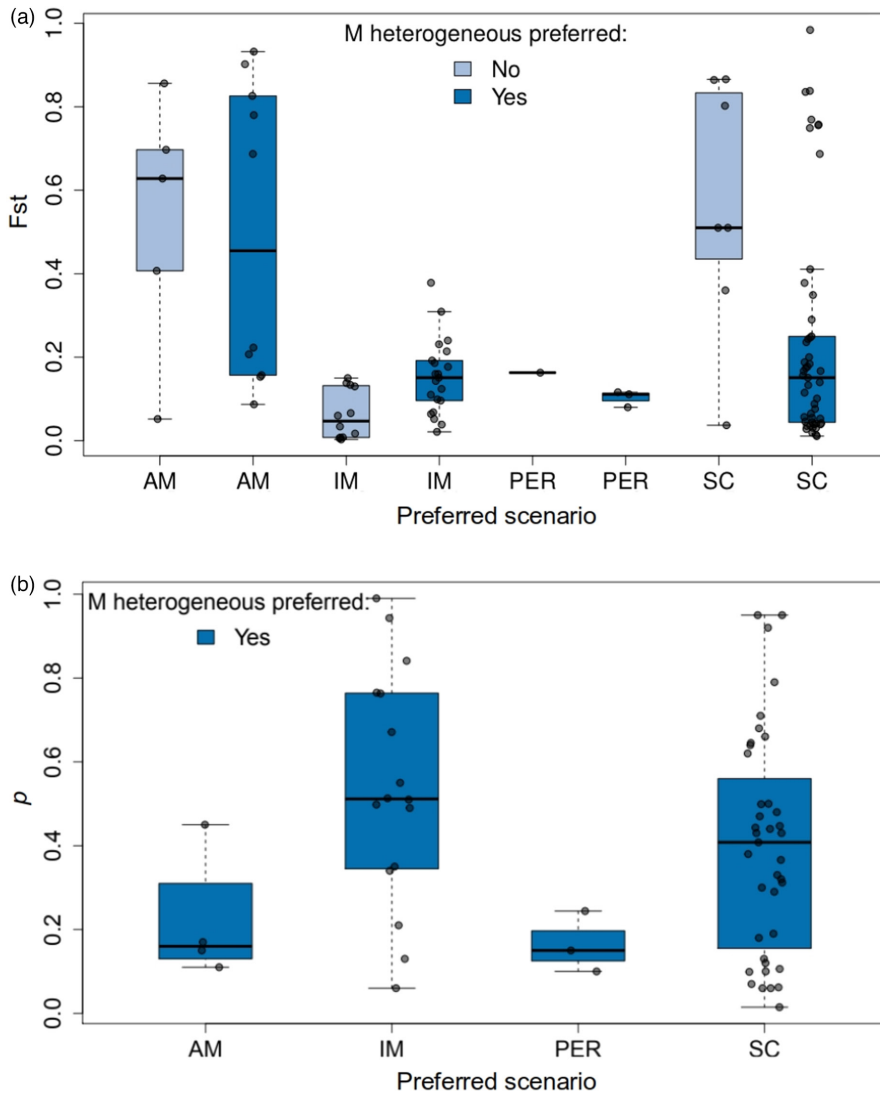 (a)
M heterogeneous preferred:
No
Yes
Fst
1.0
0.8
0.6
0.4
0.2
0.0
AM AM IM IM PER PER SC SC
Preferred scenario
(b)
M heterogeneous preferred:
Yes
p
1.0
0.8
0.6
0.4
0.2
0.0
AM IM PER SC
Preferred scenario